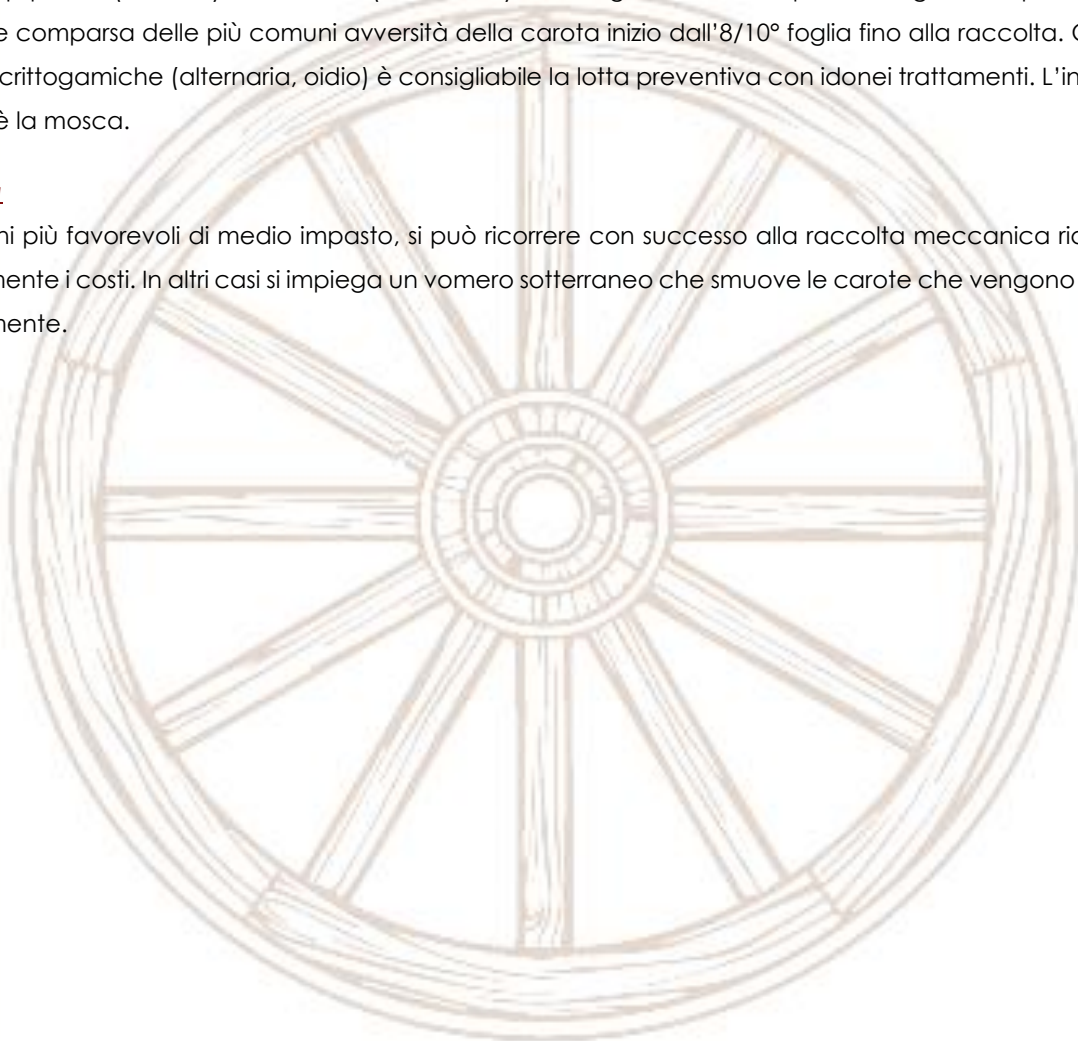 e comparsa delle più comuni avversità della carota inizio dall'8/10° foglia fino alla raccolta.
crittogamiche (alternaria, oidio) è consigliabile la lotta preventiva con idonei trattamenti. L'in
è la mosca.
ni più favorevoli di medio impasto, si può ricorrere con successo alla raccolta meccanica
mente i costi. In altri casi si impiega un vomero sotterraneo che smuove le carote che vengono
mente.